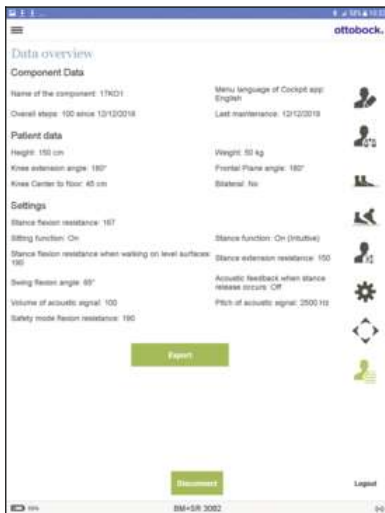 ottobock.
Data overview
Component Data
Name of the component: 17KO1
Menu language of Cockpit app:
English
Overall steps: 100 since 12/12/2019
Last maintenance: 12/12/2019
Patient data
Height: 150 cm
Weight: 50 kg
Knee extension angle: 180°
Frontal Plane angle: 180°
Knee Center to floor: 45 cm
Bilateral: No
Settings
Stance flexion resistance: 167
Sitting function: On
Stance function: On (Intuitive)
Stance flexion resistance when walking on level surfaces:
190
Stance extension resistance: 150
Swing flexion angle: 65°
Acoustic feedback when stance
release occurs: Off
Volume of acoustic signal: 100
Pitch of acoustic signal: 2500 Hz
Safety mode flexion resistance: 190
Export
Disconnect
Logout
BM+SR 3082